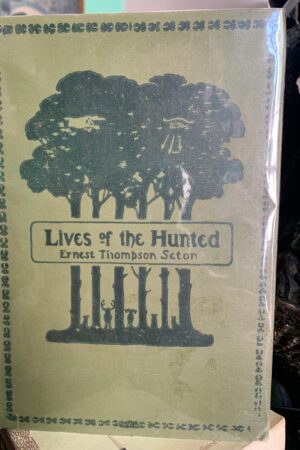 Lives of the Hunted
Ernest Thompson Seton